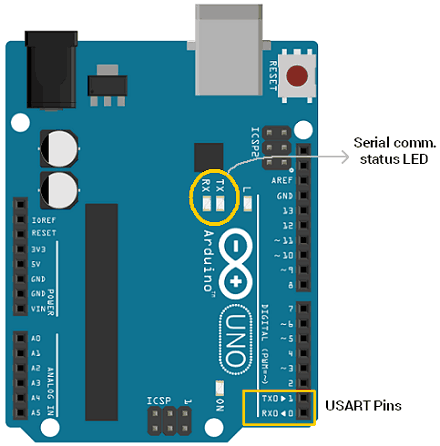 RESET
ICSP2
Serial comm.
status LED
TX
RX
L
AREF
GND
13
12
~11
~10
~9
8
IOREF
RESET
3V3
5V
GND
GND
VIN
POWER
Arduino™
UNO
DIGITAL (PWM=~)
7
~6
~5
4
~3
2
TX0▶1
RX0◀0
USART Pins
A0
A1
A2
A3
A4
A5
ANALOG IN
ICSP
1
ON